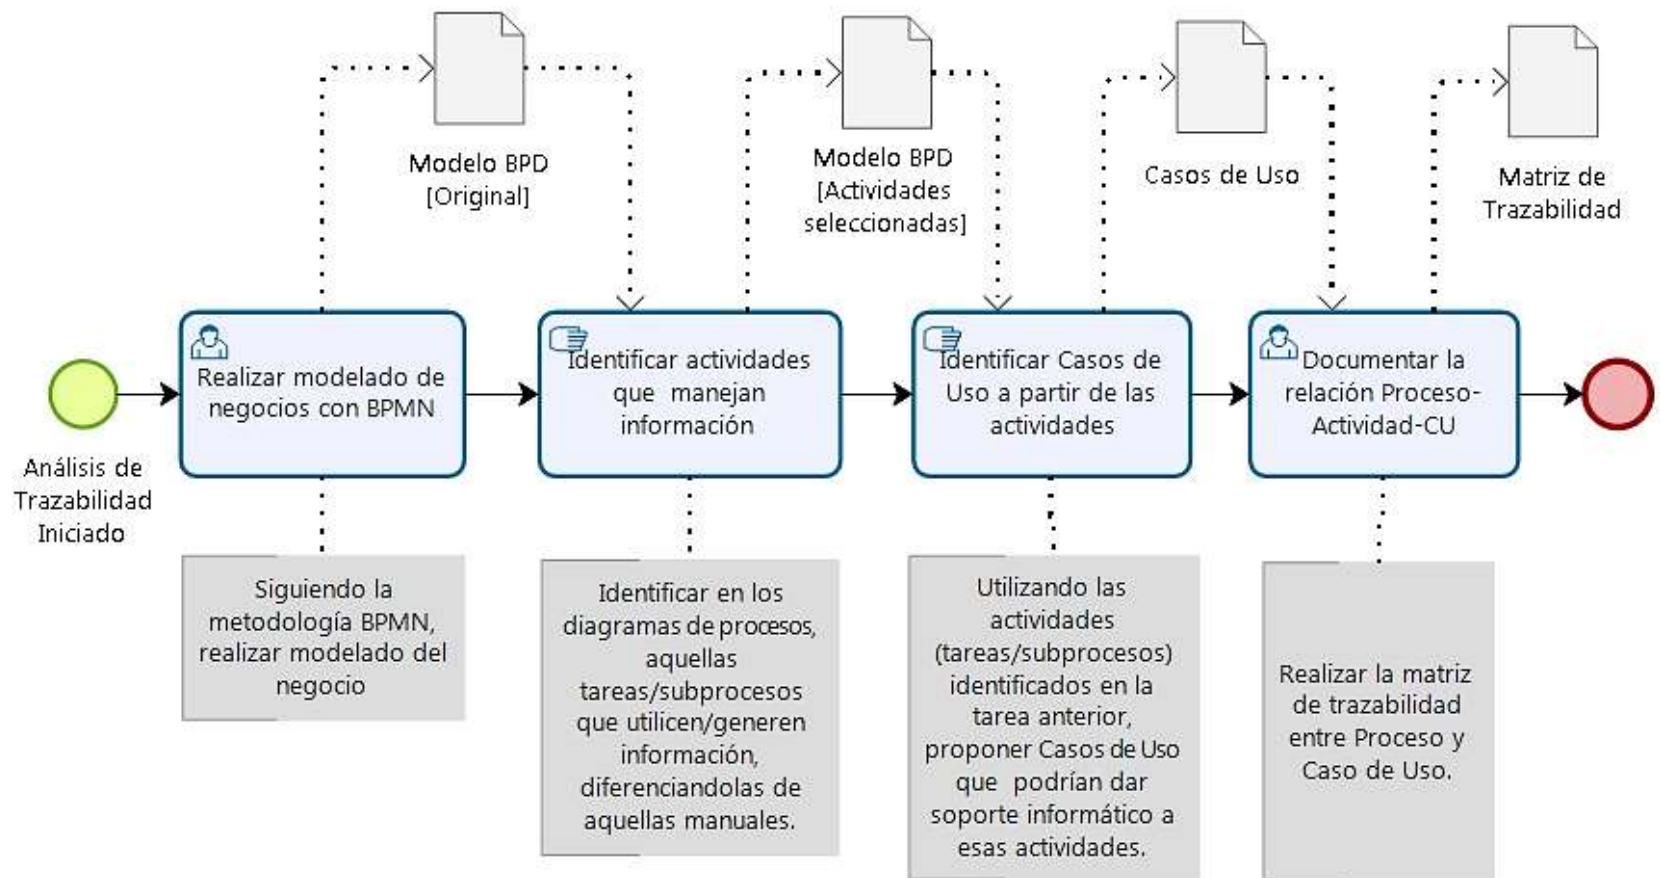 Modelo BPD
[Original]
Modelo BPD
[Actividades
seleccionadas]
Casos de Uso
Matriz de
Trazabilidad
Análisis de
Trazabilidad
Iniciado
Realizar modelado de
negocios con BPMN
Identificar actividades
que manejan
información
Identificar Casos de
Uso a partir de las
actividades
Documentar la
relación Proceso-
Actividad-CU
Siguiendo la
metodología BPMN,
realizar modelado del
negocio
Identificar en los
diagramas de procesos,
aquellas
tareas/subprocesos
que utilicen/generen
información,
diferenciandolas de
aquellas manuales.
Utilizando las
actividades
(tareas/subprocesos)
identificados en la
tarea anterior,
proponer Casos de Uso
que podrían dar
soporte informático a
esas actividades.
Realizar la matriz
de trazabilidad
entre Proceso y
Caso de Uso.